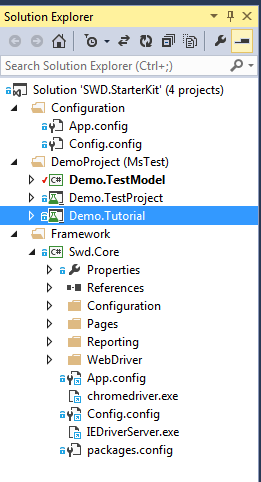 Solution Explorer
Search Solution Explorer (Ctrl+;)
Solution 'SWD.StarterKit' (4 projects)
Configuration
App.config
Config.config
DemoProject (MsTest)
C# Demo.TestModel
Demo.TestProject
Demo.Tutorial
Framework
C# Swd.Core
Properties
References
Configuration
Pages
Reporting
WebDriver
App.config
chromedriver.exe
Config.config
IEDriverServer.exe
packages.config